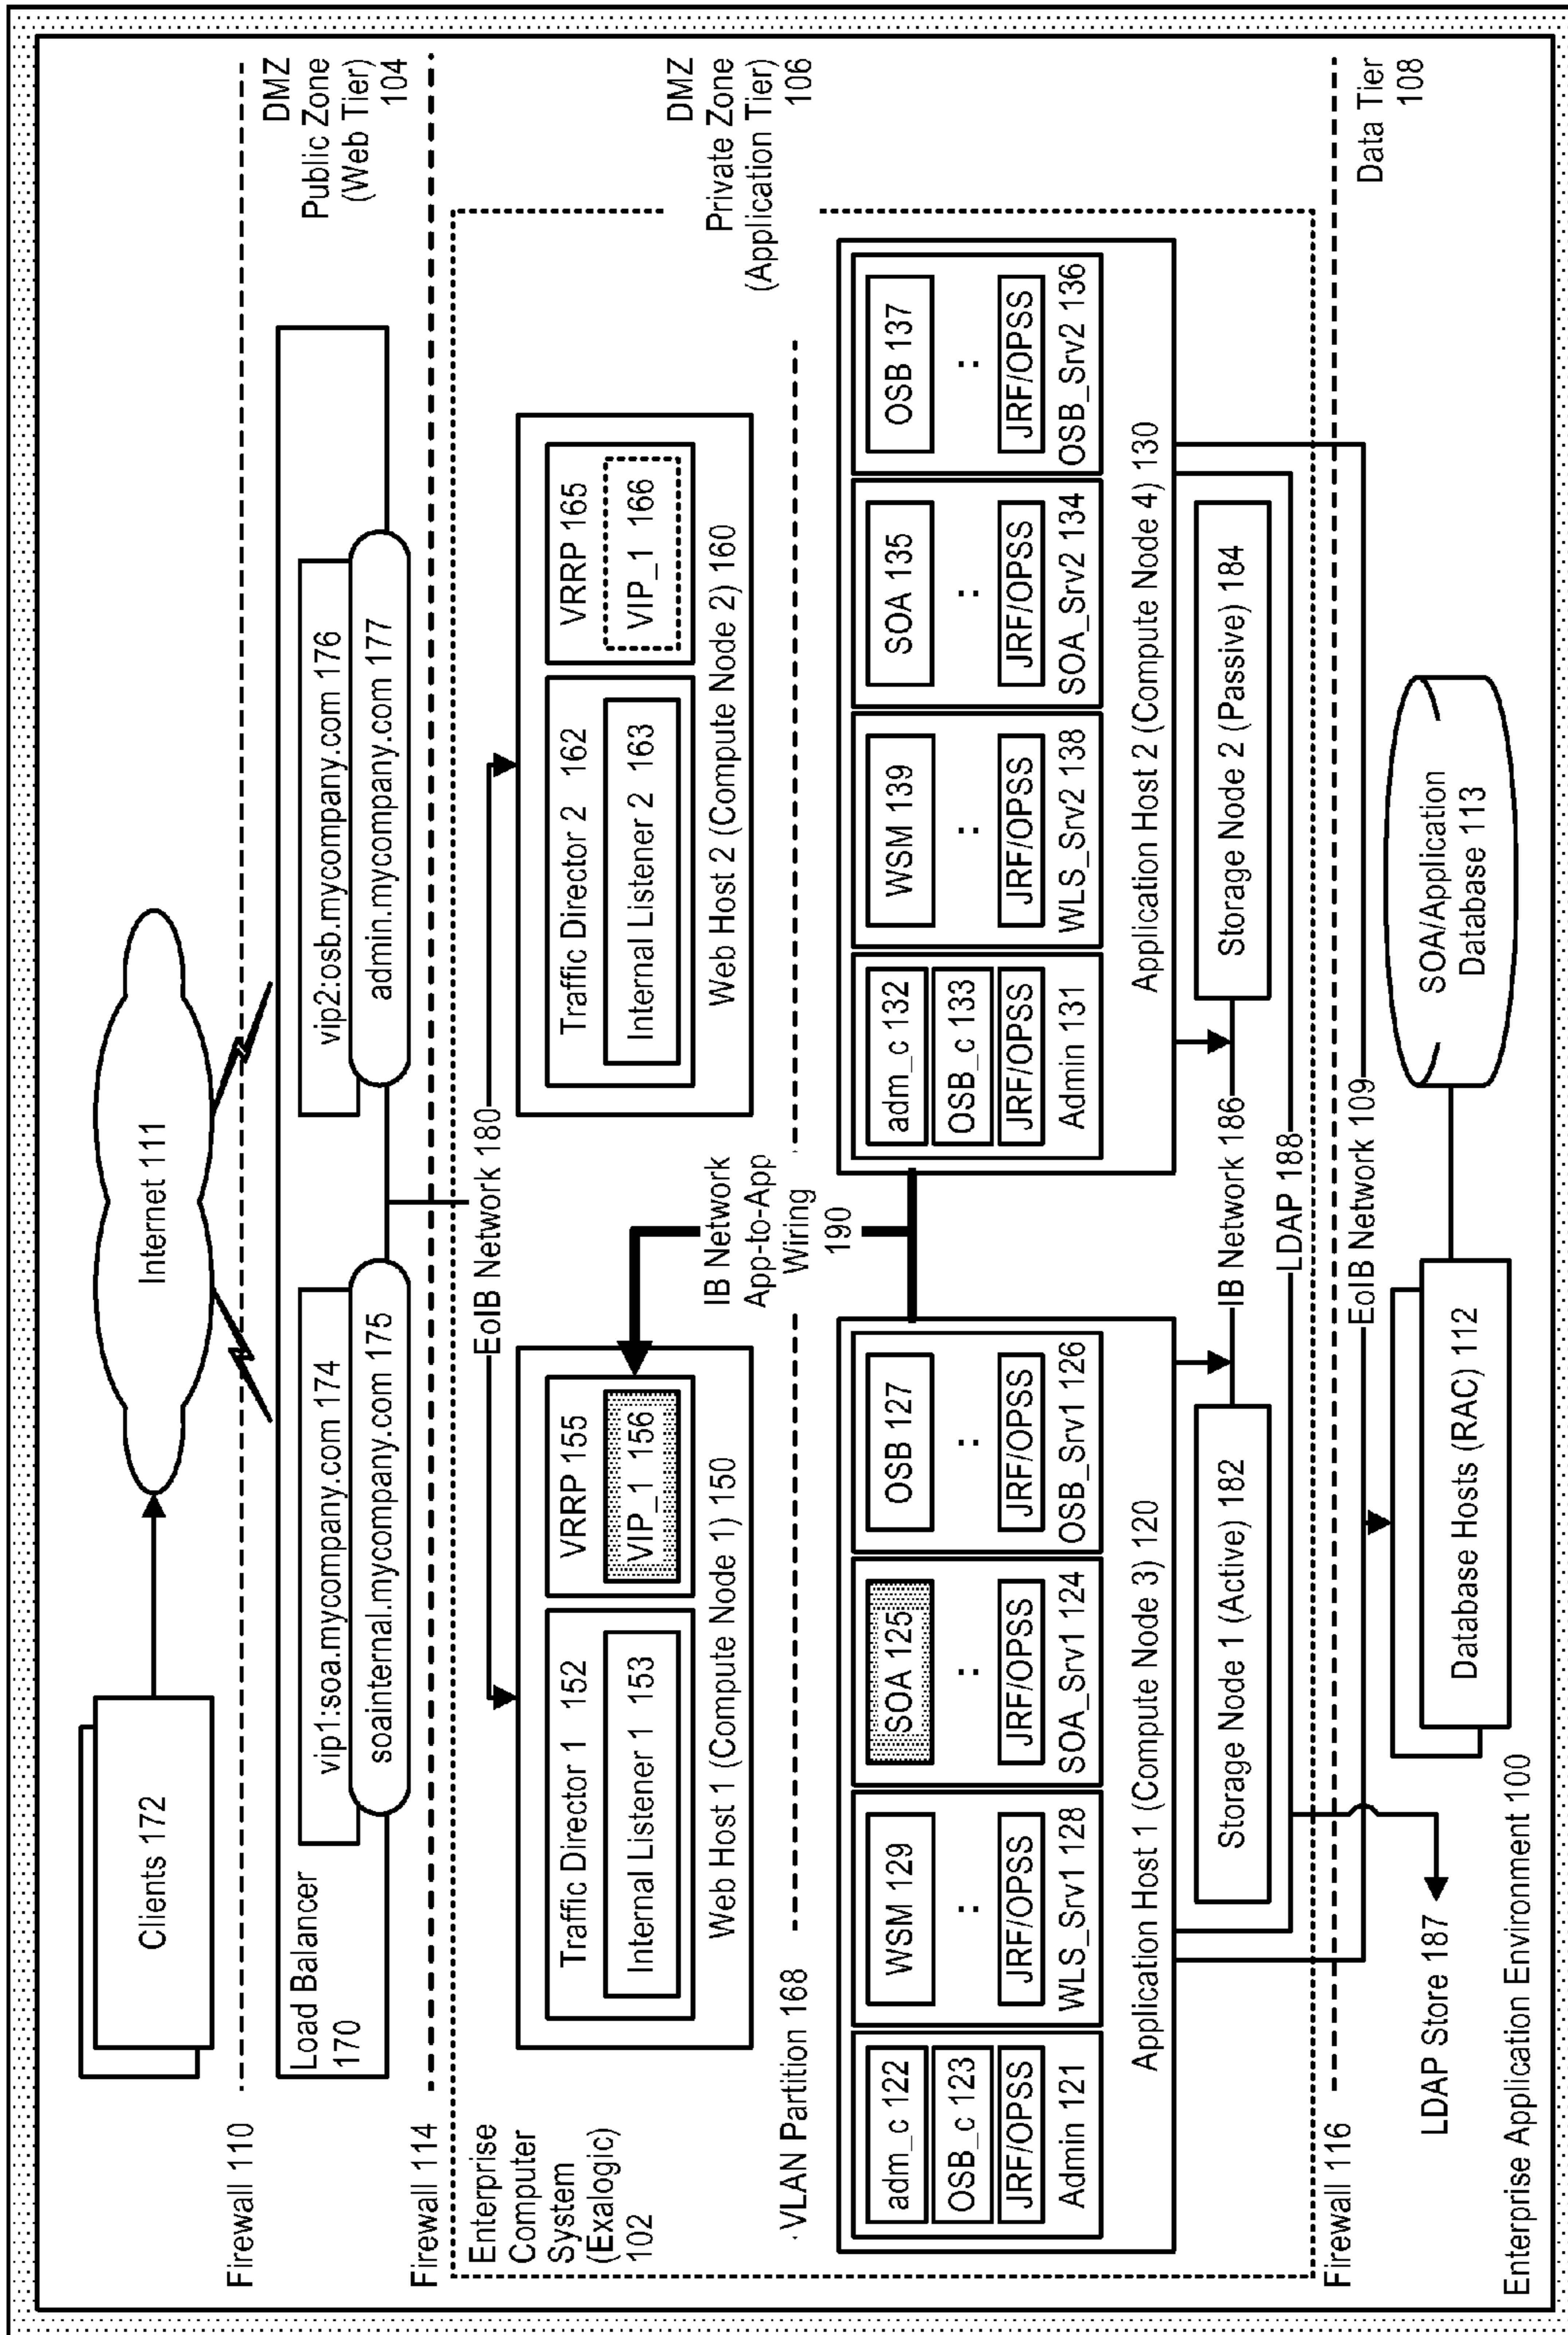 Clients 172
Internet 111
Firewall 110
DMZ
Public Zone
(Web Tier)
104
Load Balancer
170
vip1:soa.mycompany.com 174
soainternal.mycompany.com 175
vip2:osb.mycompany.com 176
admin.mycompany.com 177
Firewall 114
Enterprise
Computer
System
(Exalogic)
102
EoIB Network 180
DMZ
Private Zone
(Application Tier)
106
Traffic Director 1 152
Internal Listener 1 153
VRRP 155
VIP_1 156
Web Host 1 (Compute Node 1) 150
Traffic Director 2 162
Internal Listener 2 163
VRRP 165
VIP_1 166
Web Host 2 (Compute Node 2) 160
IB Network
App-to-App
Wiring
190
VLAN Partition 168
adm_c 122
OSB_c 123
JRF/OPSS
Admin 121
WSM 129
:
JRF/OPSS
WLS_Srv1 128
SOA 125
:
JRF/OPSS
SOA_Srv1 124
OSB 127
:
JRF/OPSS
OSB_Srv1 126
Application Host 1 (Compute Node 3) 120
adm_c 132
OSB_c 133
JRF/OPSS
Admin 131
WSM 139
:
JRF/OPSS
WLS_Srv2 138
SOA 135
:
JRF/OPSS
SOA_Srv2 134
OSB 137
:
JRF/OPSS
OSB_Srv2 136
Application Host 2 (Compute Node 4) 130
Storage Node 1 (Active) 182
IB Network 186
Storage Node 2 (Passive) 184
LDAP 188
Firewall 116
EoIB Network 109
Data Tier
108
LDAP Store 187
Database Hosts (RAC) 112
SOA/Application
Database 113
Enterprise Application Environment 100